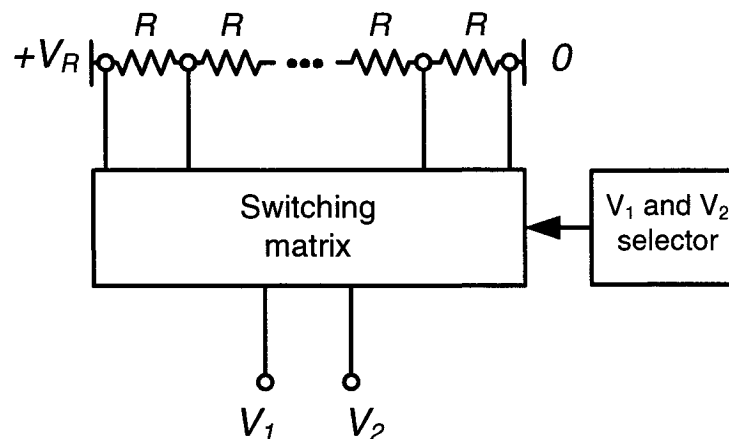 R R R R
+V_R ••• 0
Switching
matrix
V₁ and V₂
selector
V₁ V₂